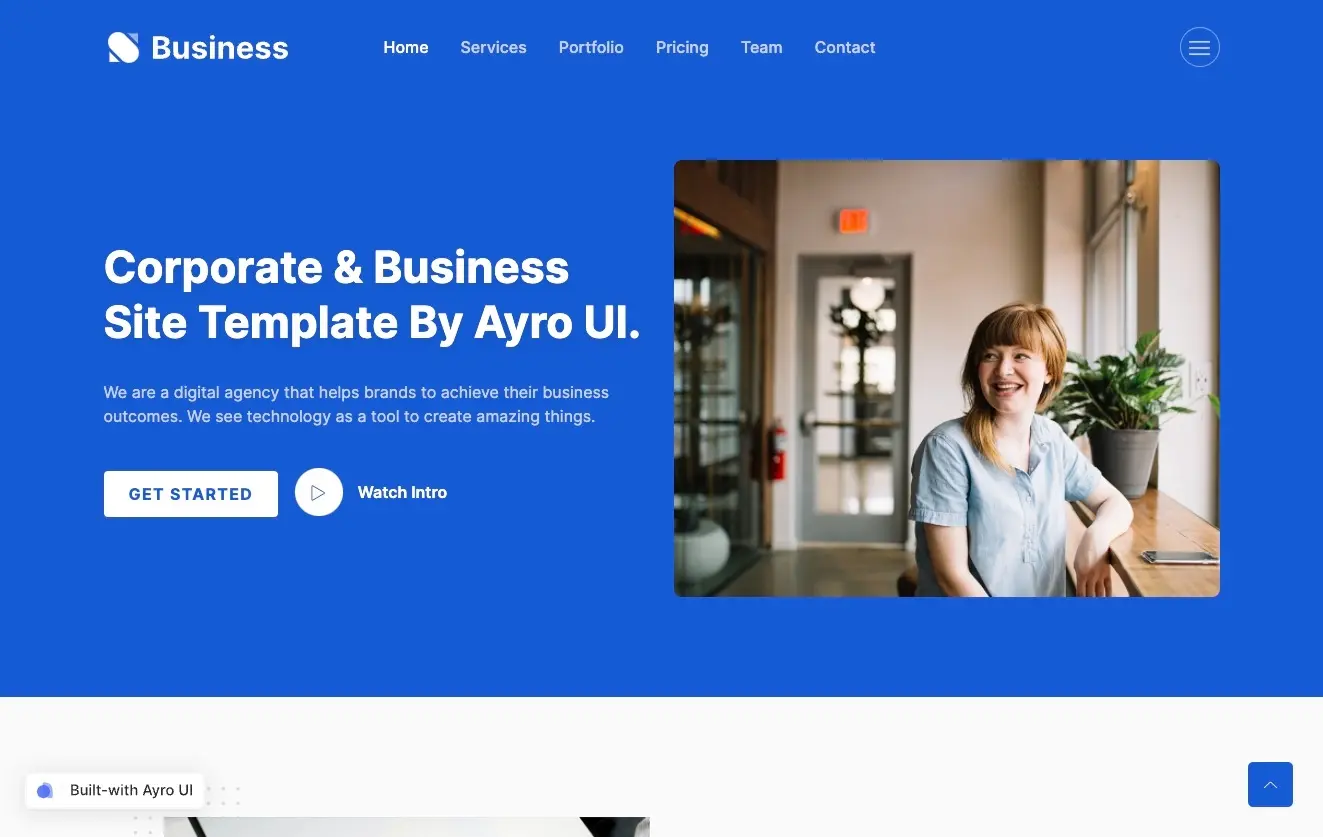 Business
Home Services Portfolio Pricing Team Contact
Corporate & Business
Site Template By Ayro UI.
We are a digital agency that helps brands to achieve their business
outcomes. We see technology as a tool to create amazing things.
GET STARTED
Watch Intro
Built-with Ayro UI